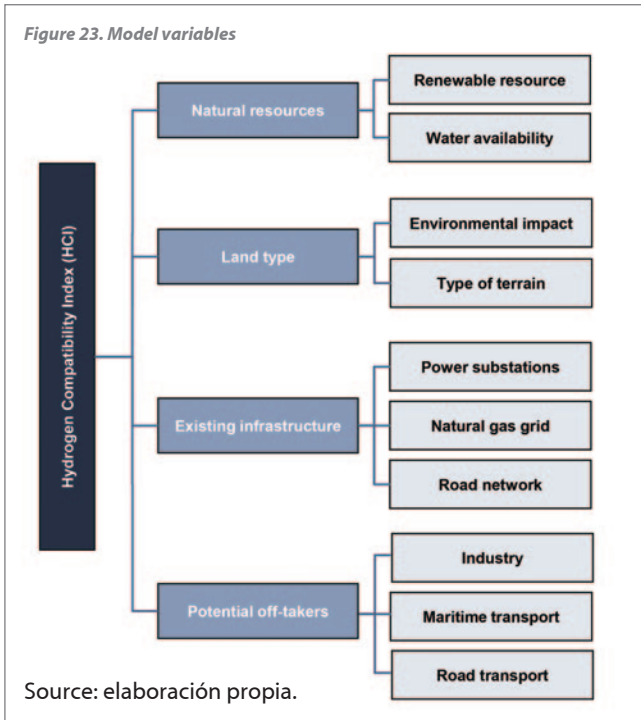 Figure 23. Model variables
Hydrogen Compatibility Index (HCI)
Natural resources
Renewable resource
Water availability
Land type
Environmental impact
Type of terrain
Existing infrastructure
Power substations
Natural gas grid
Road network
Potential off-takers
Industry
Maritime transport
Road transport
Source: elaboración propia.